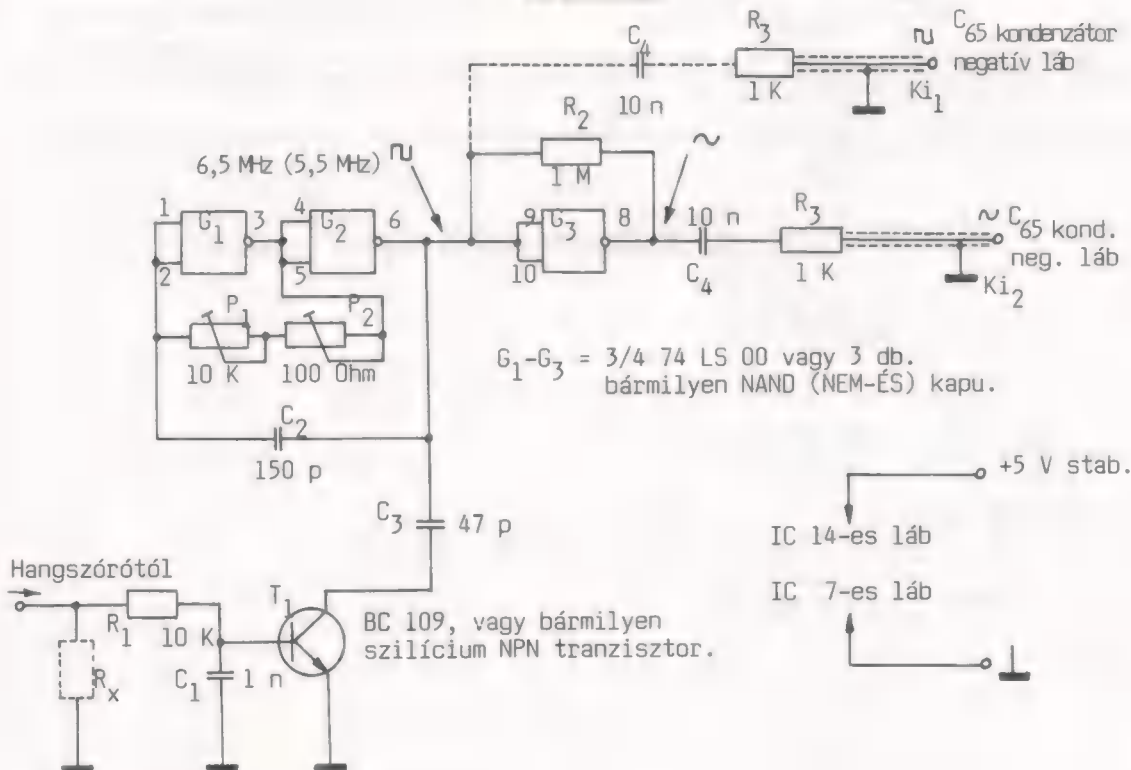 C4
10 n
R3
1 K
C65 kondenzátor
negatív láb
Ki1
R2
1 M
6,5 MHz (5,5 MHz)
1
2
G1
3
4
5
G2
6
9
10
G3
8
10 n
C4
R3
1 K
C65 kond.
neg. láb
Ki2
P1
10 K
P2
100 Ohm
G1-G3 = 3/4 74 LS 00 vagy 3 db.
bármilyen NAND (NEM-ÉS) kapu.
C2
150 p
C3
47 p
+5 V stab.
IC 14-es láb
IC 7-es láb
Hangszórótól
R1
10 K
Rx
C1
1 n
T1
BC 109, vagy bármilyen
szilícium NPN tranzisztor.